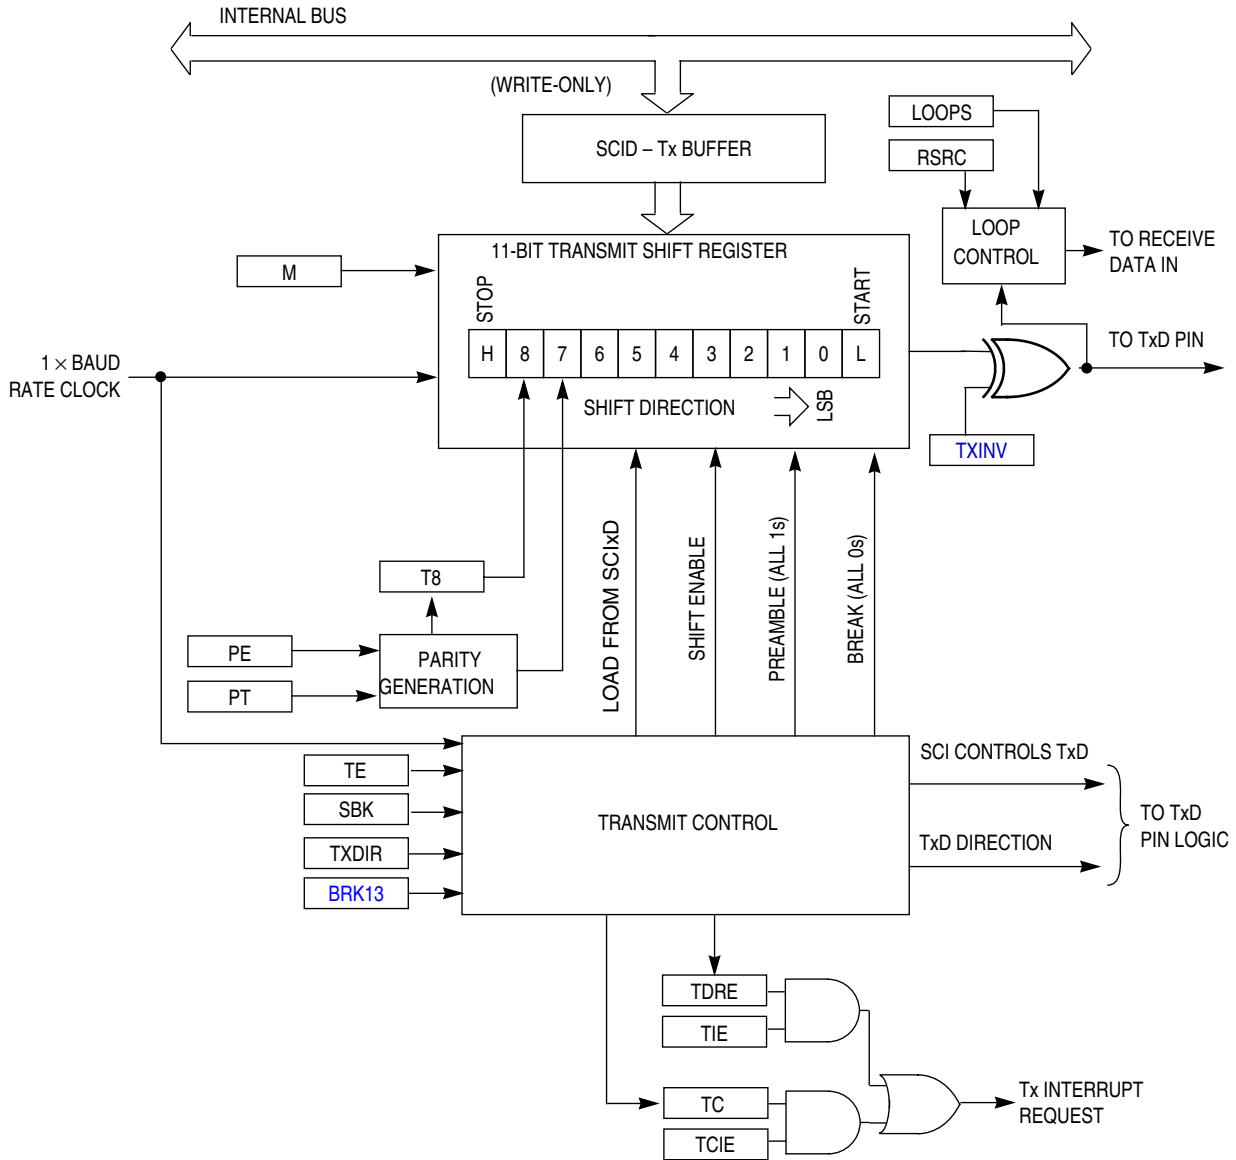 INTERNAL BUS
(WRITE-ONLY)
SCID – Tx BUFFER
LOOPS
RSRC
LOOP
CONTROL
TO RECEIVE
DATA IN
11-BIT TRANSMIT SHIFT REGISTER
M
STOP
START
H 8 7 6 5 4 3 2 1 0 L
1 × BAUD
RATE CLOCK
TO TxD PIN
SHIFT DIRECTION
LSB
TXINV
LOAD FROM SCIxD
SHIFT ENABLE
PREAMBLE (ALL 1s)
BREAK (ALL 0s)
T8
PE
PT
PARITY
GENERATION
TE
SBK
TXDIR
BRK13
TRANSMIT CONTROL
SCI CONTROLS TxD
TxD DIRECTION
TO TxD
PIN LOGIC
TDRE
TIE
TC
TCIE
Tx INTERRUPT
REQUEST